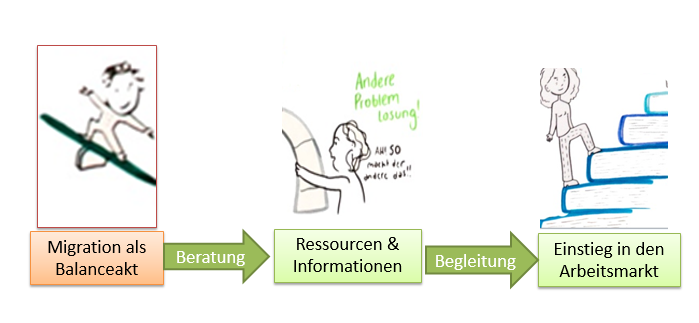 Andere
Problem
lösung!
AH! SO
macht der
andere das!!
Migration als
Balanceakt
Beratung
Ressourcen &
Informationen
Begleitung
Einstieg in den
Arbeitsmarkt